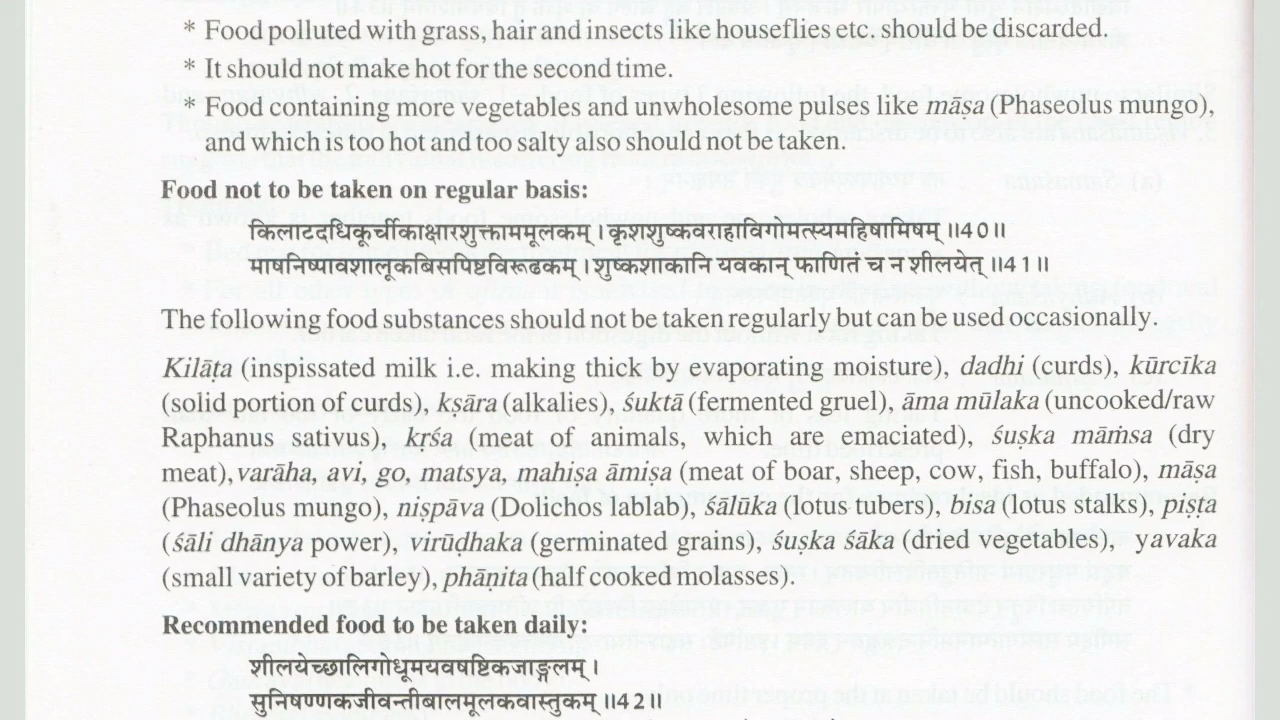 * Food polluted with grass, hair and insects like houseflies etc. should be discarded.
* It should not make hot for the second time.
* Food containing more vegetables and unwholesome pulses like māṣa (Phaseolus mungo),
and which is too hot and too salty also should not be taken.
Food not to be taken on regular basis:
किलाटदधिकूर्चीकाक्षारशुक्ताममूलकम् । कृशशुष्कवराहाविगोमत्स्यमहिषामिषम् ॥40॥
माषनिष्पावशालूकबिसपिष्टविरूढकम् । शुष्कशाकानि यवकान् फाणितं च न शीलयेत् ॥41॥
The following food substances should not be taken regularly but can be used occasionally.
Kilāṭa (inspissated milk i.e. making thick by evaporating moisture), dadhi (curds), kūrcīka
(solid portion of curds), kṣāra (alkalies), śuktā (fermented gruel), āma mūlaka (uncooked/raw
Raphanus sativus), krśa (meat of animals, which are emaciated), śuṣka māṁsa (dry
meat), varāha, avi, go, matsya, mahiṣa āmiṣa (meat of boar, sheep, cow, fish, buffalo), māṣa
(Phaseolus mungo), niṣpāva (Dolichos lablab), śālūka (lotus tubers), bisa (lotus stalks), piṣṭa
(śāli dhānya power), virūḍhaka (germinated grains), śuṣka śāka (dried vegetables), yavaka
(small variety of barley), phāṇita (half cooked molasses).
Recommended food to be taken daily:
शीलयेच्छालिगोधूमयवषष्टिकजाङ्गलम् ।
सुनिषण्णकजीवन्तीबालमूलकवास्तुकम् ॥42॥